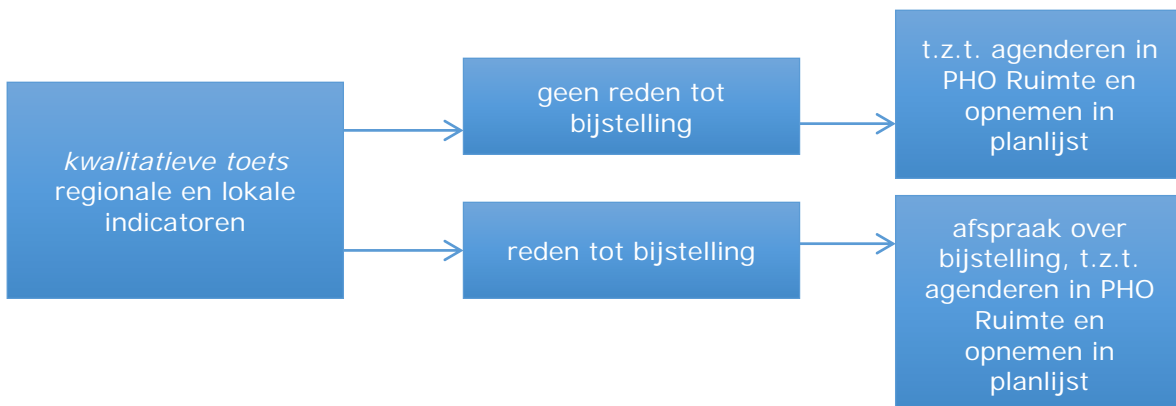 kwalitatieve toets
regionale en lokale
indicatoren
geen reden tot
bijstelling
t.z.t. agenderen in
PHO Ruimte en
opnemen in
planlijst
reden tot bijstelling
afspraak over
bijstelling, t.z.t.
agenderen in PHO
Ruimte en
opnemen in
planlijst